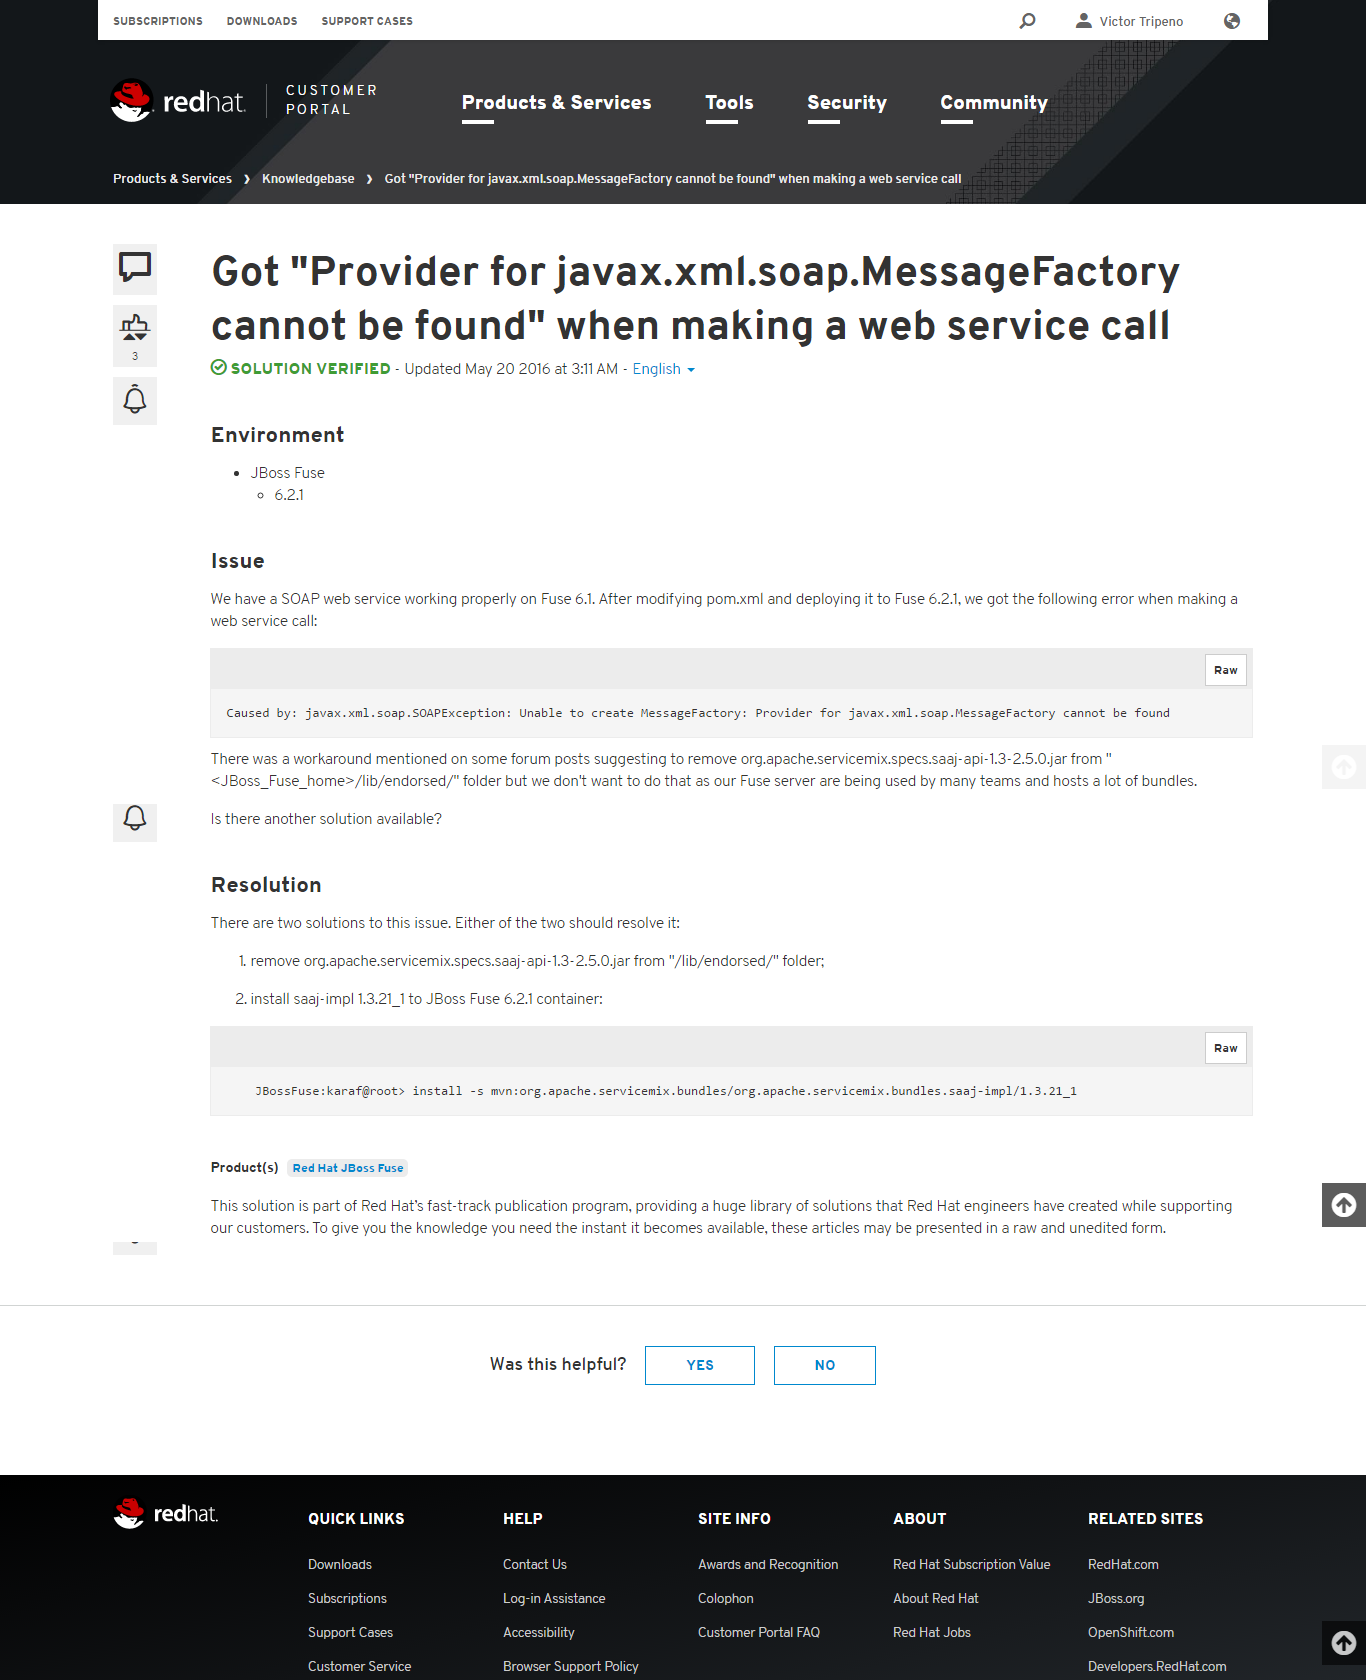 SUBSCRIPTIONS DOWNLOADS SUPPORT CASES Victor Tripeno
redhat. CUSTOMER PORTAL
Products & Services Tools Security Community
Products & Services ❯ Knowledgebase ❯ Got "Provider for javax.xml.soap.MessageFactory cannot be found" when making a web service call
Got "Provider for javax.xml.soap.MessageFactory
cannot be found" when making a web service call
3
SOLUTION VERIFIED - Updated May 20 2016 at 3:11 AM - English
Environment
• JBoss Fuse
◦ 6.2.1
Issue
We have a SOAP web service working properly on Fuse 6.1. After modifying pom.xml and deploying it to Fuse 6.2.1, we got the following error when making a
web service call:
Raw
Caused by: javax.xml.soap.SOAPException: Unable to create MessageFactory: Provider for javax.xml.soap.MessageFactory cannot be found
There was a workaround mentioned on some forum posts suggesting to remove org.apache.servicemix.specs.saaj-api-1.3-2.5.0.jar from "
<JBoss_Fuse_home>/lib/endorsed/" folder but we don't want to do that as our Fuse server are being used by many teams and hosts a lot of bundles.
Is there another solution available?
Resolution
There are two solutions to this issue. Either of the two should resolve it:
1. remove org.apache.servicemix.specs.saaj-api-1.3-2.5.0.jar from "/lib/endorsed/" folder;
2. install saaj-impl 1.3.21_1 to JBoss Fuse 6.2.1 container:
Raw
JBossFuse:karaf@root> install -s mvn:org.apache.servicemix.bundles/org.apache.servicemix.bundles.saaj-impl/1.3.21_1
Product(s) Red Hat JBoss Fuse
This solution is part of Red Hat’s fast-track publication program, providing a huge library of solutions that Red Hat engineers have created while supporting
our customers. To give you the knowledge you need the instant it becomes available, these articles may be presented in a raw and unedited form.
Was this helpful? YES NO
redhat.
QUICK LINKS HELP SITE INFO ABOUT RELATED SITES
Downloads Contact Us Awards and Recognition Red Hat Subscription Value RedHat.com
Subscriptions Log-in Assistance Colophon About Red Hat JBoss.org
Support Cases Accessibility Customer Portal FAQ Red Hat Jobs OpenShift.com
Customer Service Browser Support Policy Developers.RedHat.com